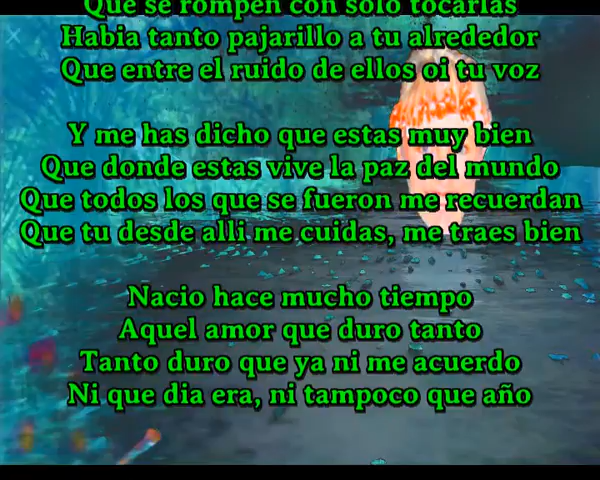 Que se rompen con solo tocarlas
Habia tanto pajarillo a tu alrededor
Que entre el ruido de ellos oi tu voz
Y me has dicho que estas muy bien
Que donde estas vive la paz del mundo
Que todos los que se fueron me recuerdan
Que tu desde alli me cuidas, me traes bien
Nacio hace mucho tiempo
Aquel amor que duro tanto
Tanto duro que ya ni me acuerdo
Ni que dia era, ni tampoco que año